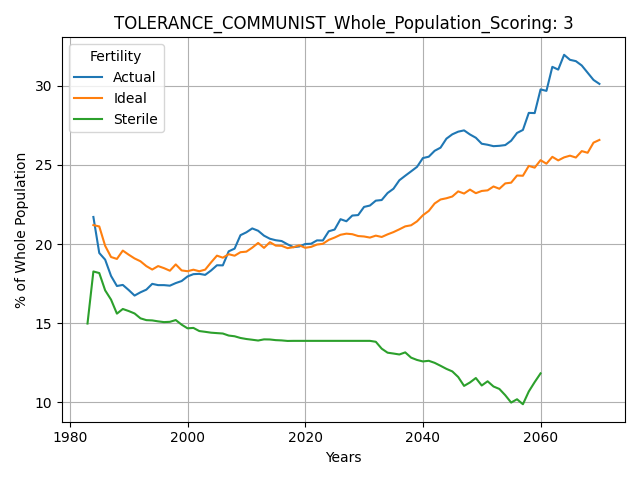 TOLERANCE_COMMUNIST_Whole_Population_Scoring: 3
Fertility
Actual
Ideal
Sterile
% of Whole Population
30
25
20
15
10
1980
2000
2020
2040
2060
Years